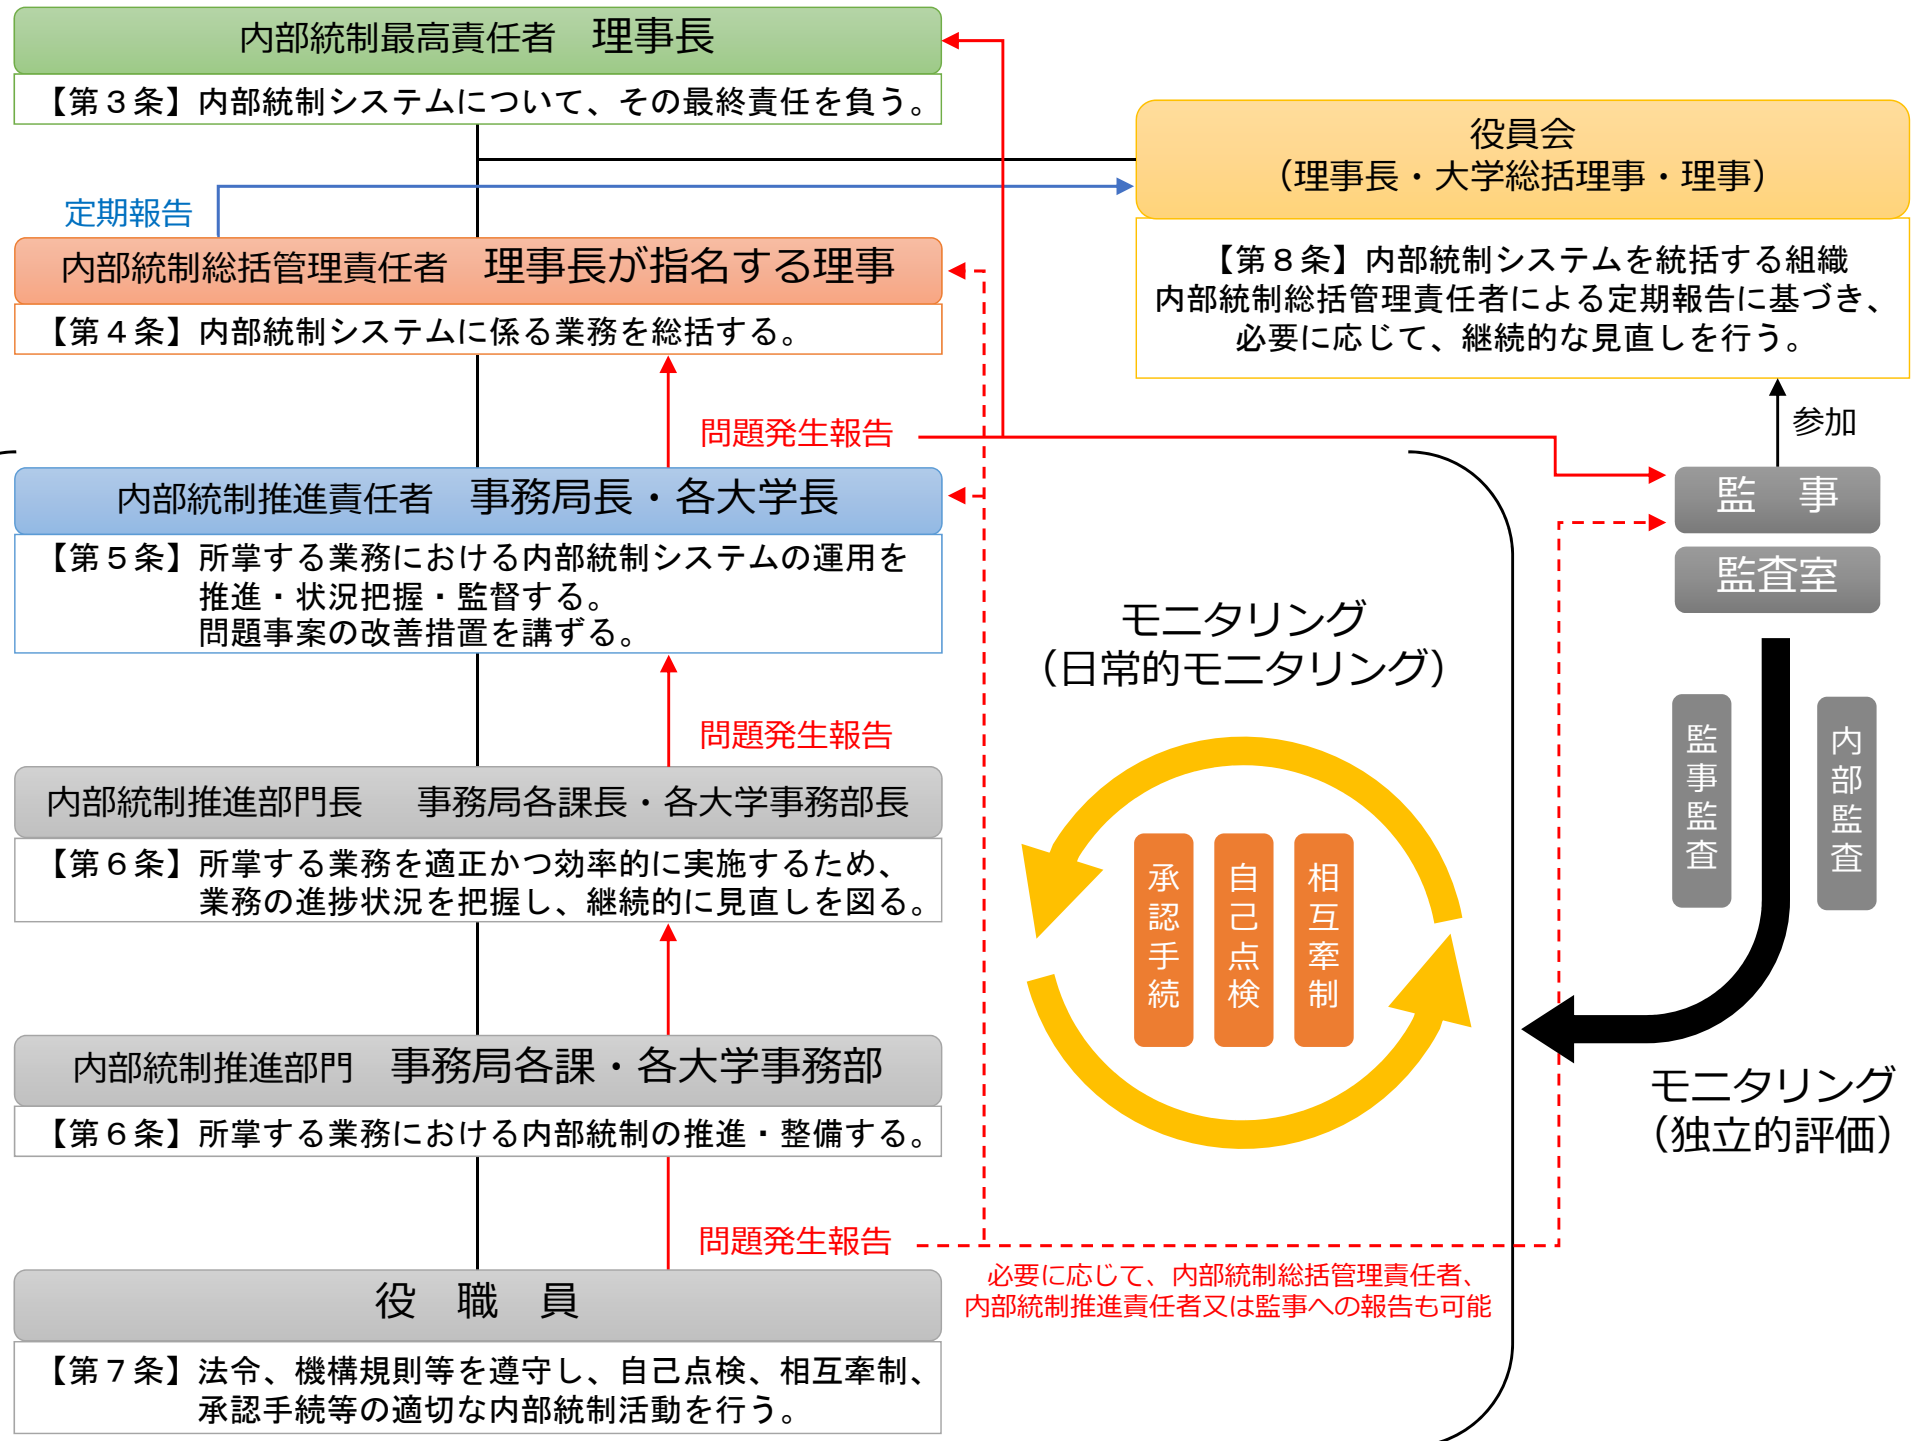 内部統制最高責任者　理事長
【第３条】内部統制システムについて、その最終責任を負う。
役員会
（理事長・大学総括理事・理事）
【第８条】内部統制システムを統括する組織
内部統制総括管理責任者による定期報告に基づき、
必要に応じて、継続的な見直しを行う。
定期報告
内部統制総括管理責任者　理事長が指名する理事
【第４条】内部統制システムに係る業務を総括する。
問題発生報告
参加
内部統制推進責任者　事務局長・各大学長
【第５条】所掌する業務における内部統制システムの運用を
推進・状況把握・監督する。
問題事案の改善措置を講ずる。
監　事
監査室
モニタリング
（日常的モニタリング）
問題発生報告
監事監査
内部監査
内部統制推進部門長　事務局各課長・各大学事務部長
【第６条】所掌する業務を適正かつ効率的に実施するため、
業務の進捗状況を把握し、継続的に見直しを図る。
承認手続
自己点検
相互牽制
内部統制推進部門　事務局各課・各大学事務部
【第６条】所掌する業務における内部統制の推進・整備する。
モニタリング
（独立的評価）
問題発生報告
必要に応じて、内部統制総括管理責任者、
内部統制推進責任者又は監事への報告も可能
役　職　員
【第７条】法令、機構規則等を遵守し、自己点検、相互牽制、
承認手続等の適切な内部統制活動を行う。